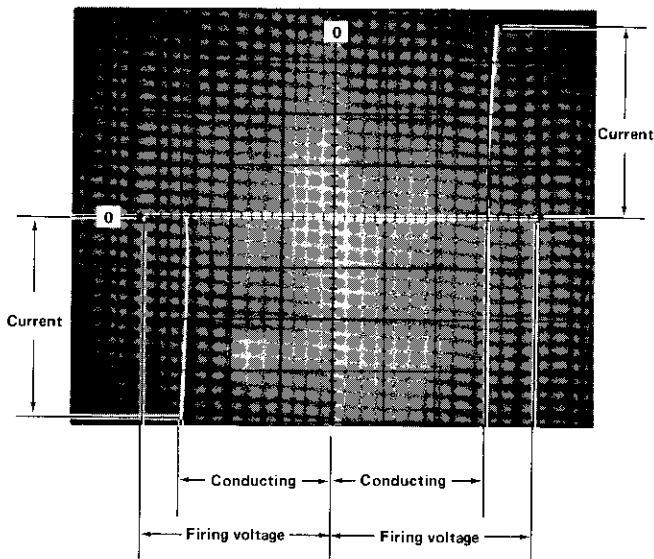 0
Current
0
Current
Conducting Conducting
Firing voltage Firing voltage